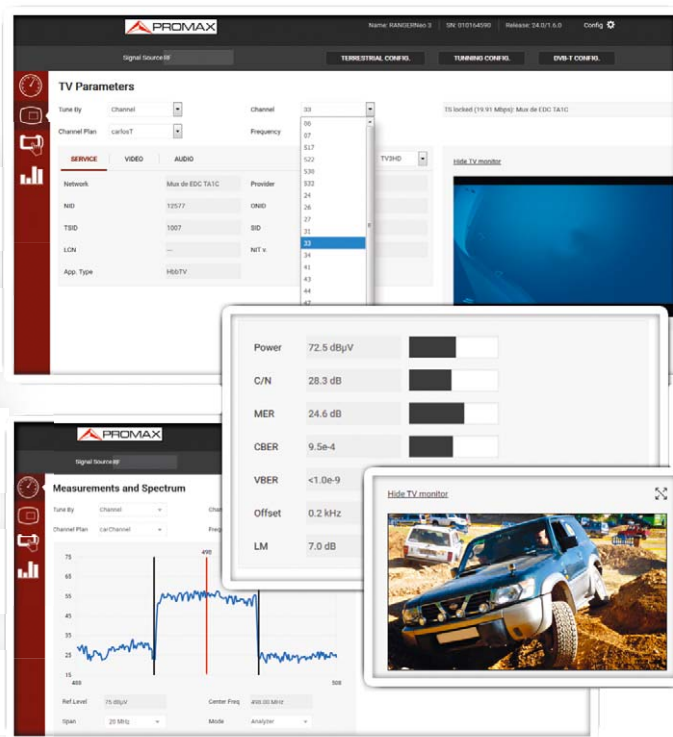 PROMAX
Name: RANGERNeo 3 SN: 010164590 Release: 24.0/1.6.0 Config
Signal Source RF TERRESTRIAL CONFIG. TUNNING CONFIG. DVB-T CONFIG.
TV Parameters
Tune By Channel Channel 33 TS locked (19.91 Mbps): Mux de EDC TA1C
Channel Plan carlosT Frequency
06
07
S17
S22
S30
S32
24
26
27
31
33
34
41
43
44
47
SERVICE VIDEO AUDIO TV3HD Hide TV monitor
Network Mux de EDC TA1C Provider
NID 12577 ONID
TSID 1007 SID
LCN --- NIT v.
App. Type HbbTV
Power 72.5 dBµV
C/N 28.3 dB
MER 24.6 dB
CBER 9.5e-4
VBER <1.0e-9
Offset 0.2 kHz
LM 7.0 dB
Hide TV monitor
PROMAX
Signal Source RF
Measurements and Spectrum
Tune By Channel
Channel Plan carChannel
498
75
65
55
45
35
25
15
508
Ref.Level 75 dBµV Center Freq 498.00 MHz
Span 20 MHz Mode Analyzer